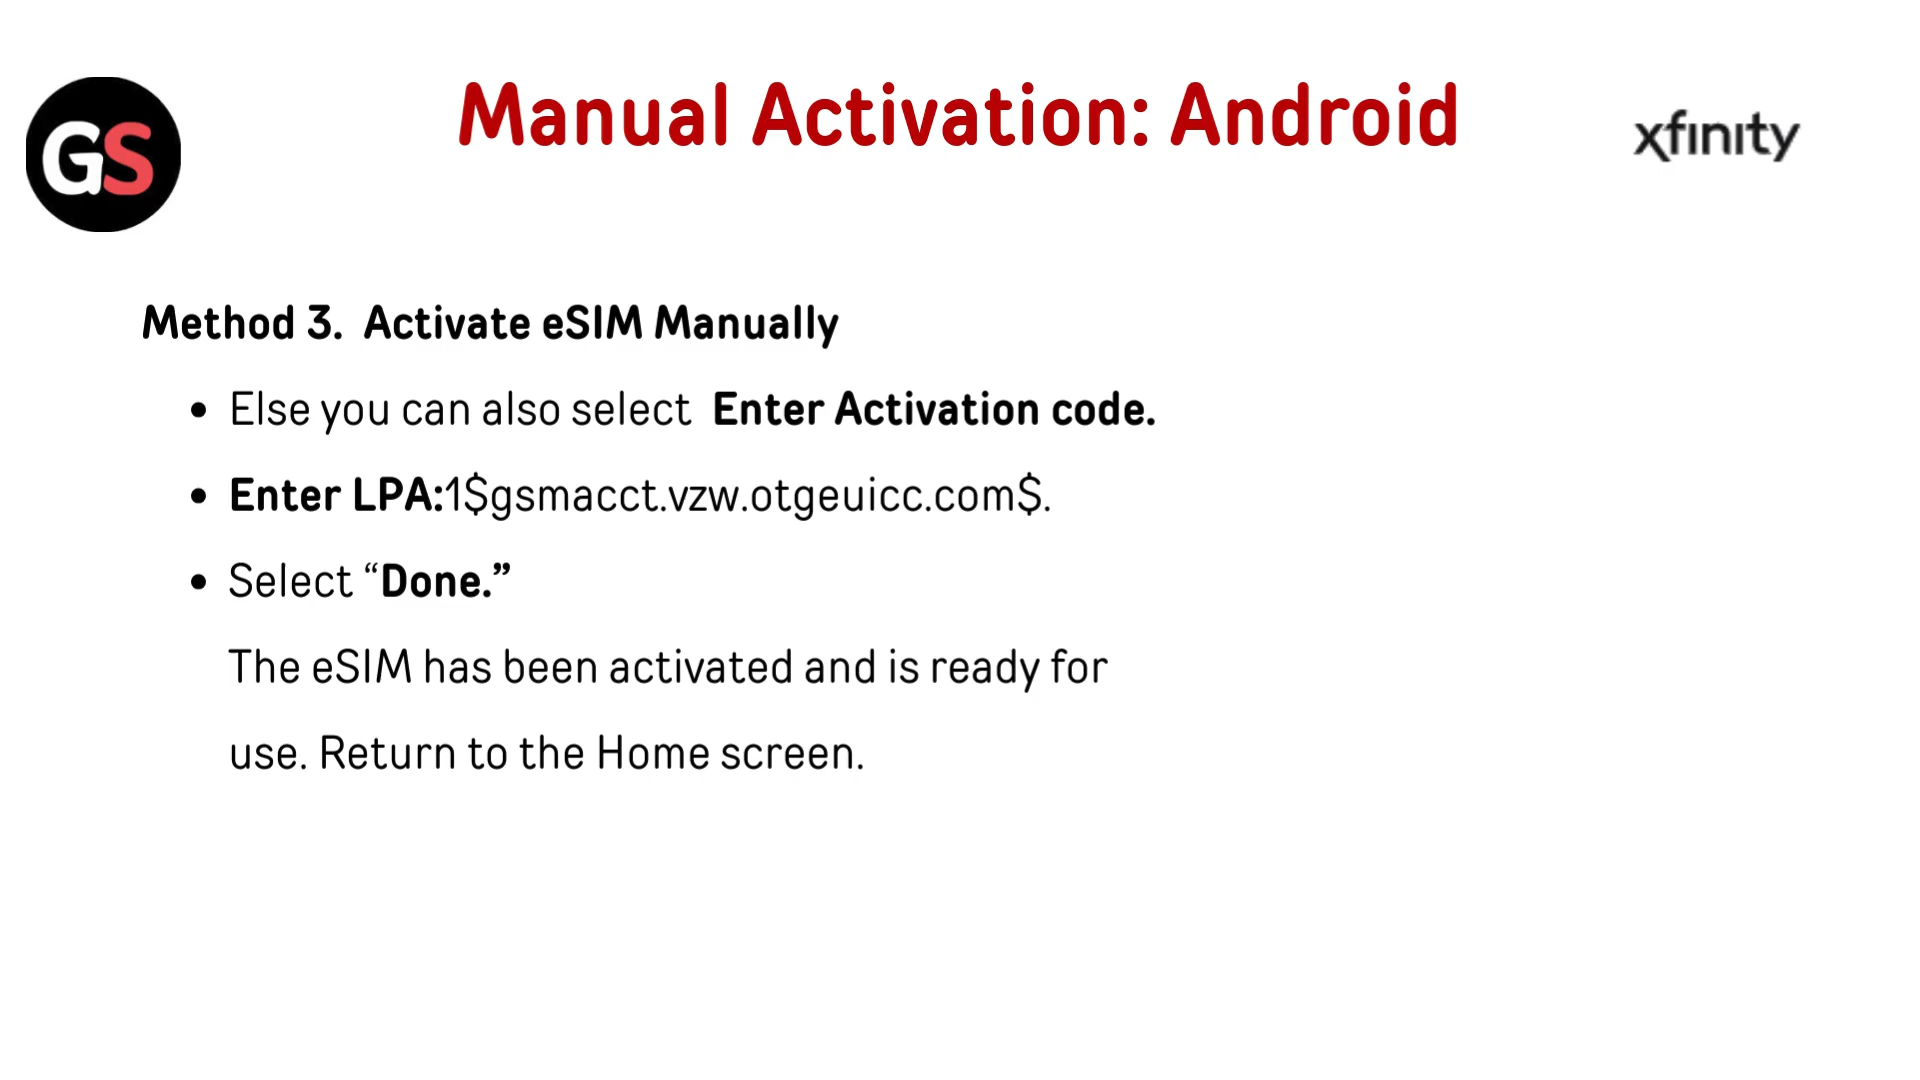 GS
Manual Activation: Android
xfinity
Method 3. Activate eSIM Manually
• Else you can also select Enter Activation code.
• Enter LPA:1$gsmacct.vzw.otgeuicc.com$.
• Select “Done.”
The eSIM has been activated and is ready for
use. Return to the Home screen.